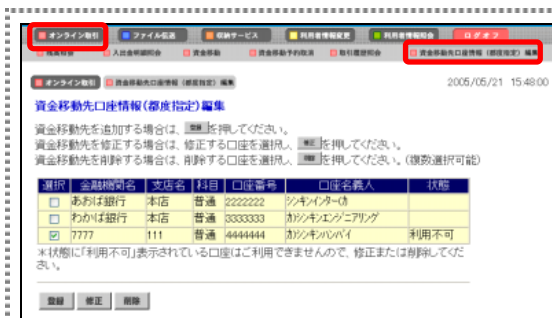 オンライン取引 ファイル伝送 収納サービス 利用者情報変更 利用者情報照会 ログオフ
残高照会 入出金明細照会 資金移動 資金移動予約取消 取引履歴照会 資金移動先口座情報(都度指定)編集
オンライン取引 資金移動先口座情報(都度指定)編集 2005/05/21 15:48:00
資金移動先口座情報(都度指定)編集
資金移動先を追加する場合は、 登録 を押してください。
資金移動先を修正する場合は、修正する口座を選択し、 修正 を押してください。
資金移動先を削除する場合は、削除する口座を選択し、 削除 を押してください。(複数選択可能)
選択 金融機関名 支店名 科目 口座番号 口座名義人 状態
あおば銀行 本店 普通 2222222 シンキンインターカ
わかば銀行 本店 普通 3333333 カ)シンキンエンジニアリング
7777 111 普通 4444444 カ)シンキンハンバイ 利用不可
*状態に「利用不可」表示されている口座はご利用できませんので、修正または削除してくだ
さい。
登録 修正 削除